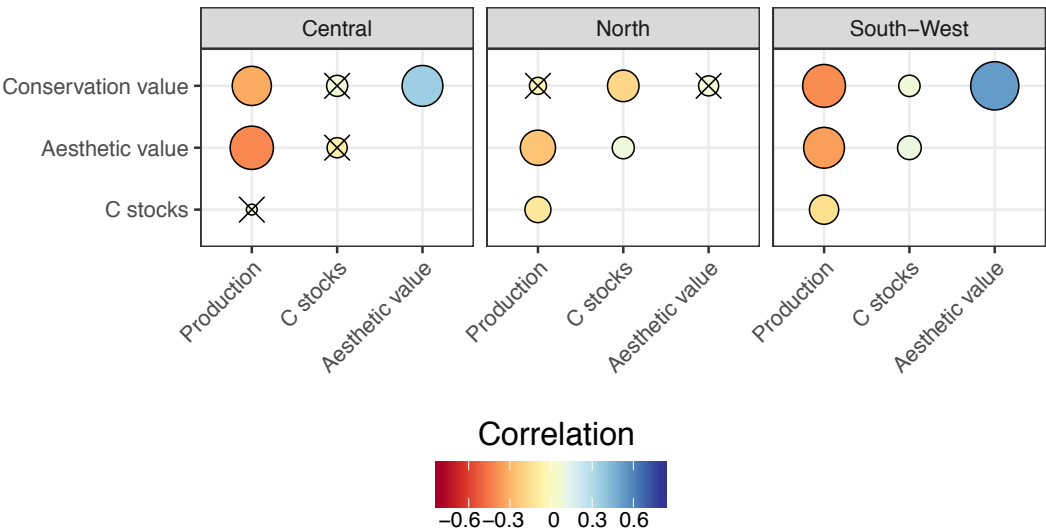 Central North South−West
Conservation value
Aesthetic value
C stocks
Production C stocks Aesthetic value Production C stocks Aesthetic value Production C stocks Aesthetic value
Correlation
−0.6 −0.3 0 0.3 0.6